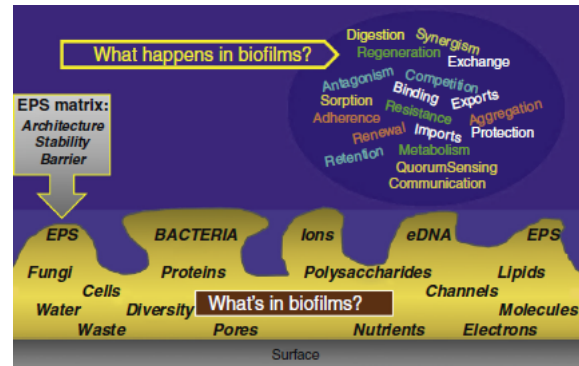 What happens in biofilms?
Digestion Synergism
Regeneration
Exchange
Antagonism Competition
Binding
Sorption Exports
Resistance
Adherence Aggregation
Renewal Imports Protection
Retention Metabolism
QuorumSensing
Communication
EPS matrix:
Architecture
Stability
Barrier
EPS BACTERIA Ions eDNA EPS
Fungi Proteins Polysaccharides Lipids
Cells Channels
Water Diversity What's in biofilms? Molecules
Waste Pores Nutrients Electrons
Surface